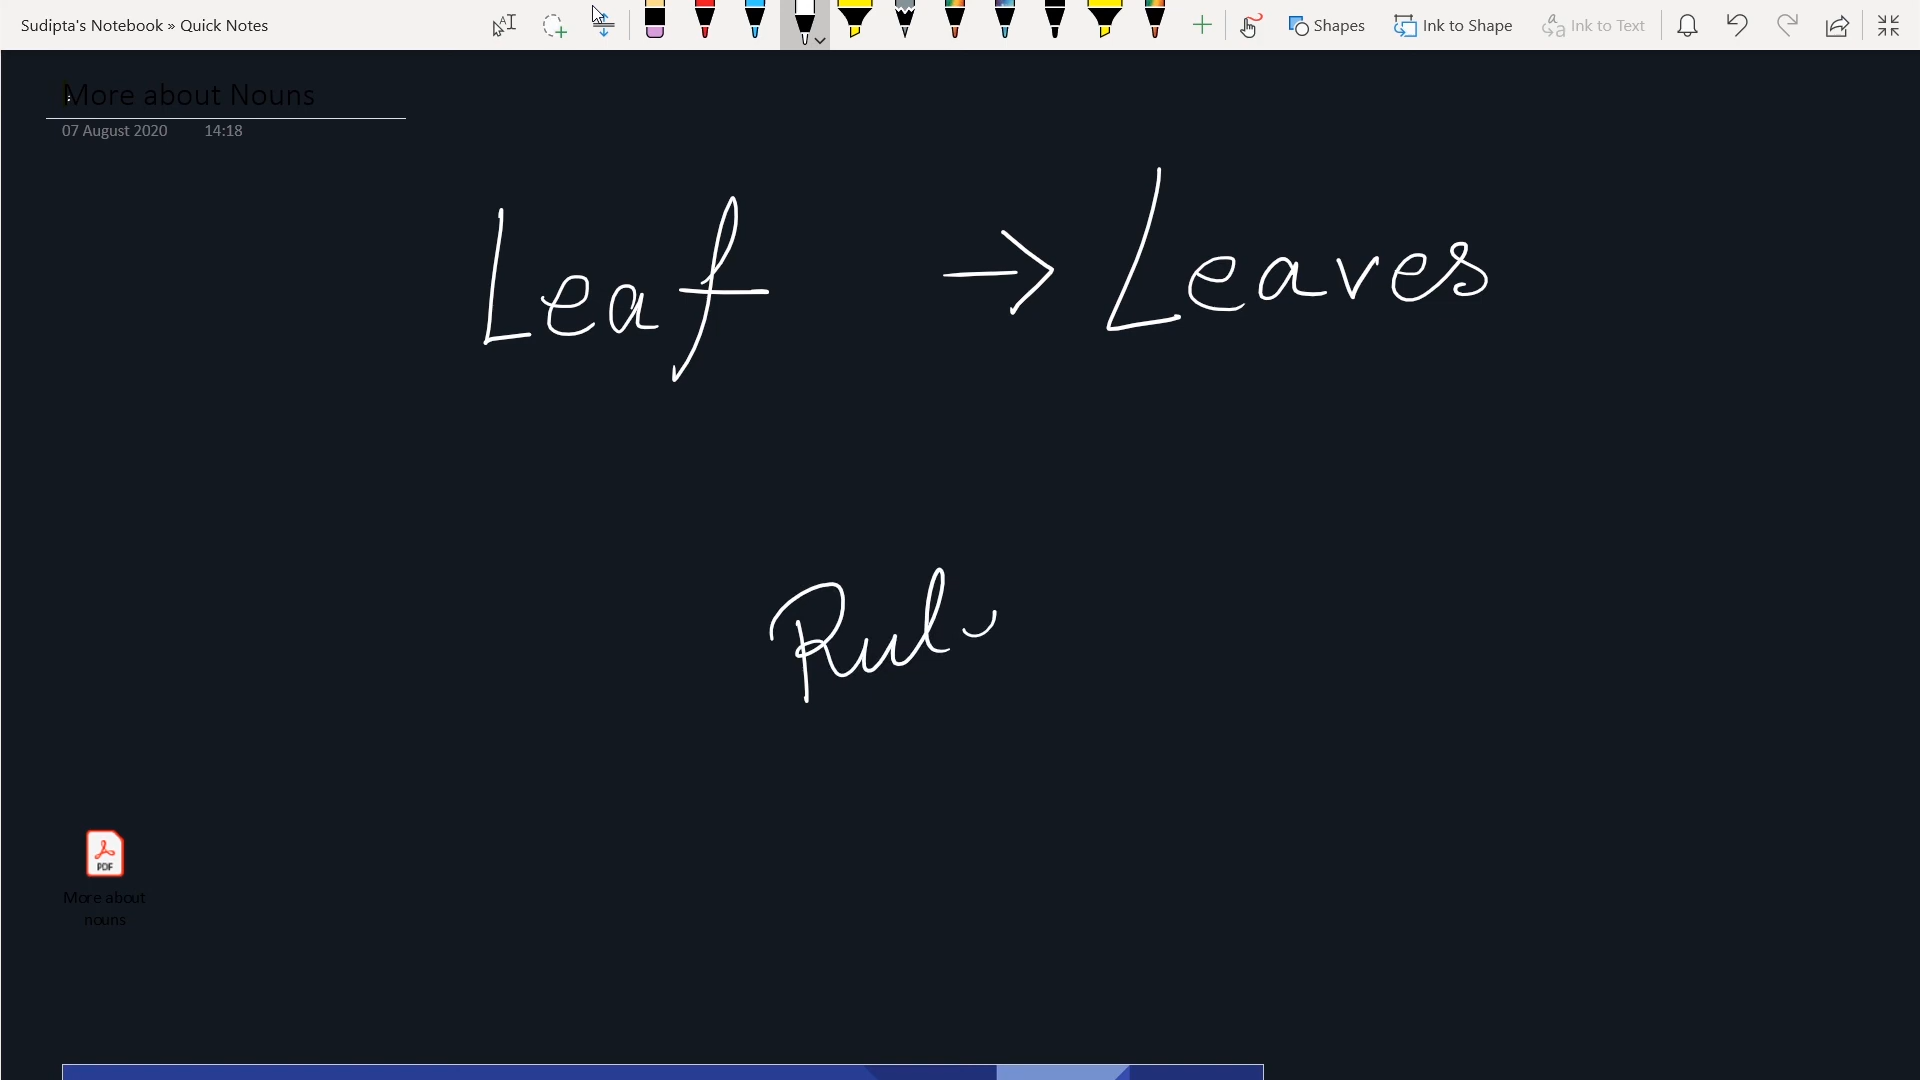 Sudipta's Notebook » Quick Notes
Shapes
Ink to Shape
Ink to Text
More about Nouns
07 August 2020 14:18
Leaf → Leaves
Rul
PDF
More about
nouns